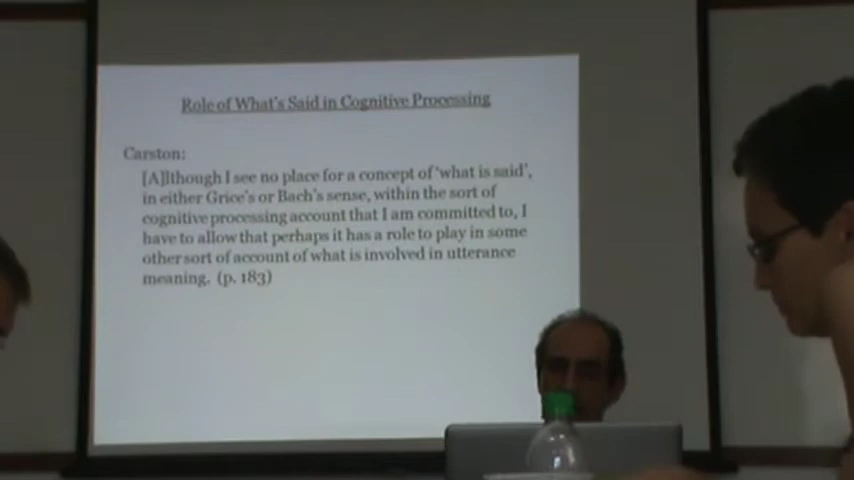 Role of What's Said in Cognitive Processing
Carston:
[A]lthough I see no place for a concept of 'what is said',
in either Grice's or Bach's sense, within the sort of
cognitive processing account that I am committed to, I
have to allow that perhaps it has a role to play in some
other sort of account of what is involved in utterance
meaning. (p. 183)